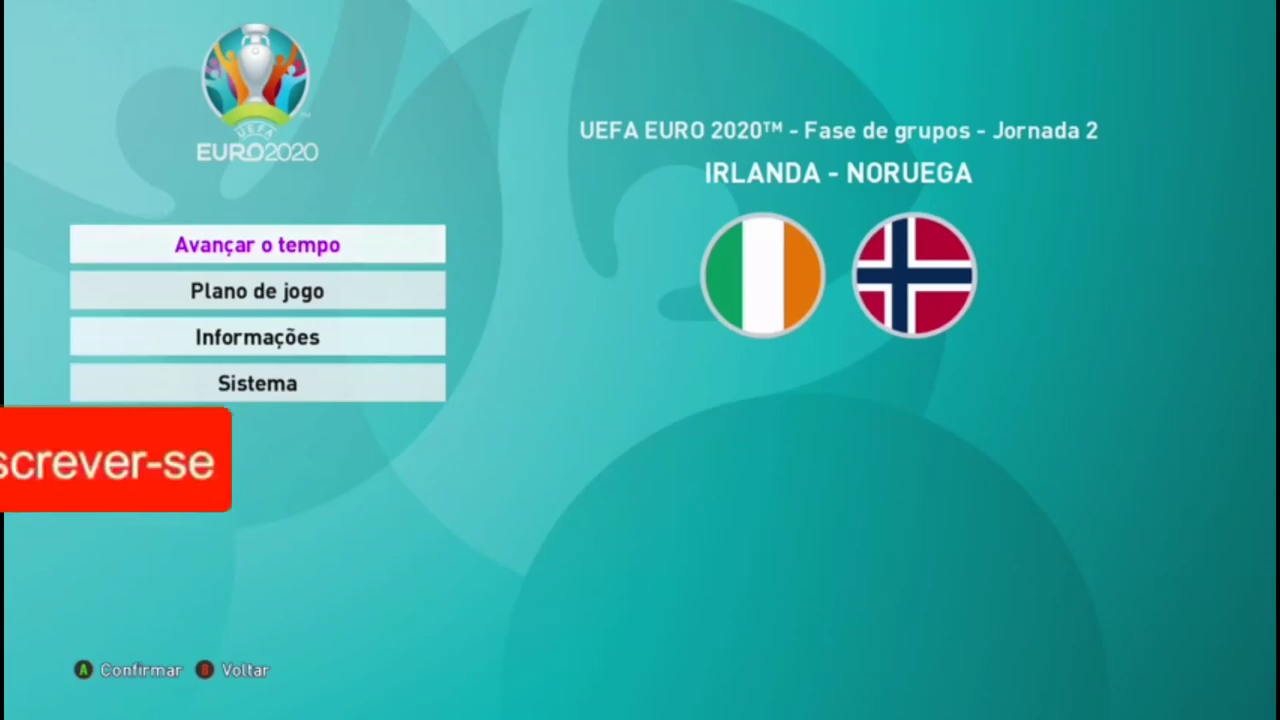 UEFA
EURO2020
UEFA EURO 2020™ - Fase de grupos - Jornada 2
IRLANDA - NORUEGA
Avançar o tempo
Plano de jogo
Informações
Sistema
screver-se
A Confirmar B Voltar